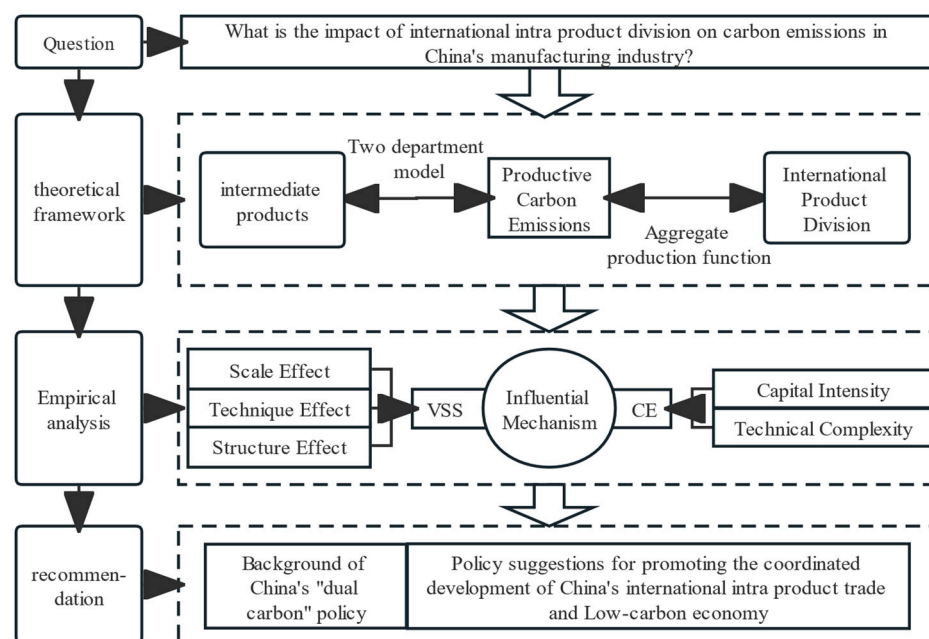 Question
What is the impact of international intra product division on carbon emissions in
China's manufacturing industry?
theoretical
framework
intermediate
products
Two department
model
Productive
Carbon
Emissions
Aggregate
production function
International
Product
Division
Empirical
analysis
Scale Effect
Technique Effect
Structure Effect
VSS
Influential
Mechanism
CE
Capital Intensity
Technical Complexity
recommen-
dation
Background of
China's "dual
carbon" policy
Policy suggestions for promoting the coordinated
development of China's international intra product trade
and Low-carbon economy